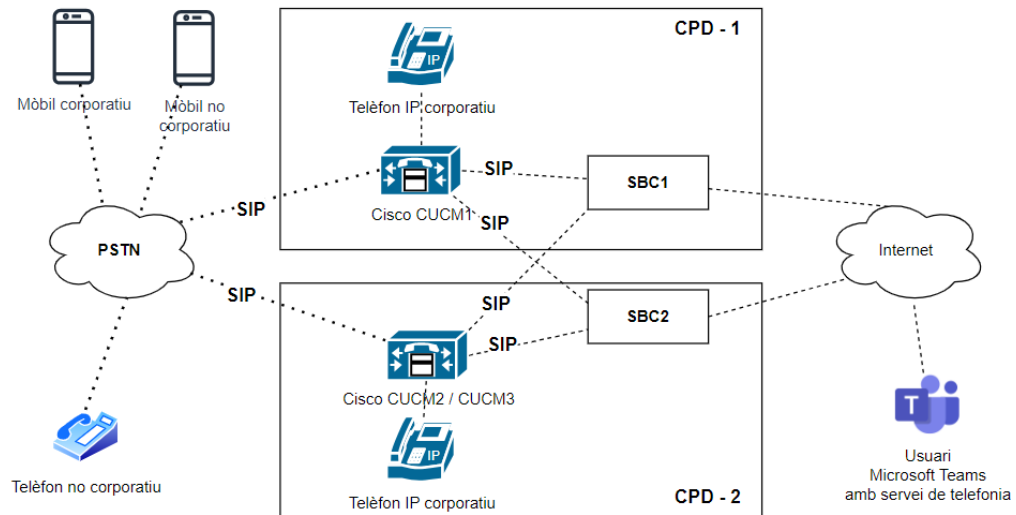 CPD - 1
IP
Mòbil corporatiu
Mòbil no
corporatiu
Telèfon IP corporatiu
SIP
SBC1
SIP
Cisco CUCM1
SIP
PSTN
Internet
SIP
SIP
SBC2
SIP
Cisco CUCM2 / CUCM3
T
IP
Usuari
Microsoft Teams
amb servei de telefonia
Telèfon no corporatiu
Telèfon IP corporatiu
CPD - 2